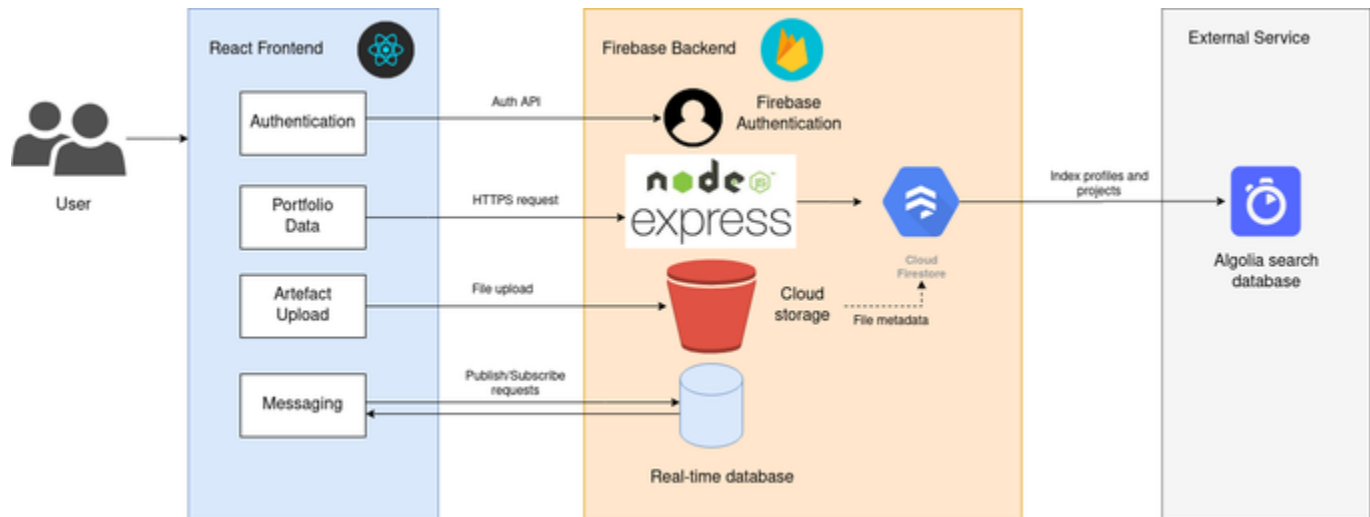 React Frontend
Firebase Backend
External Service
Authentication
Auth API
Firebase
Authentication
User
Portfolio
Data
HTTPS request
node
JS
express
Cloud
Firestore
Index profiles and
projects
Algolia search
database
Artefact
Upload
File upload
Cloud
storage
File metadata
Messaging
Publish/Subscribe
requests
Real-time database